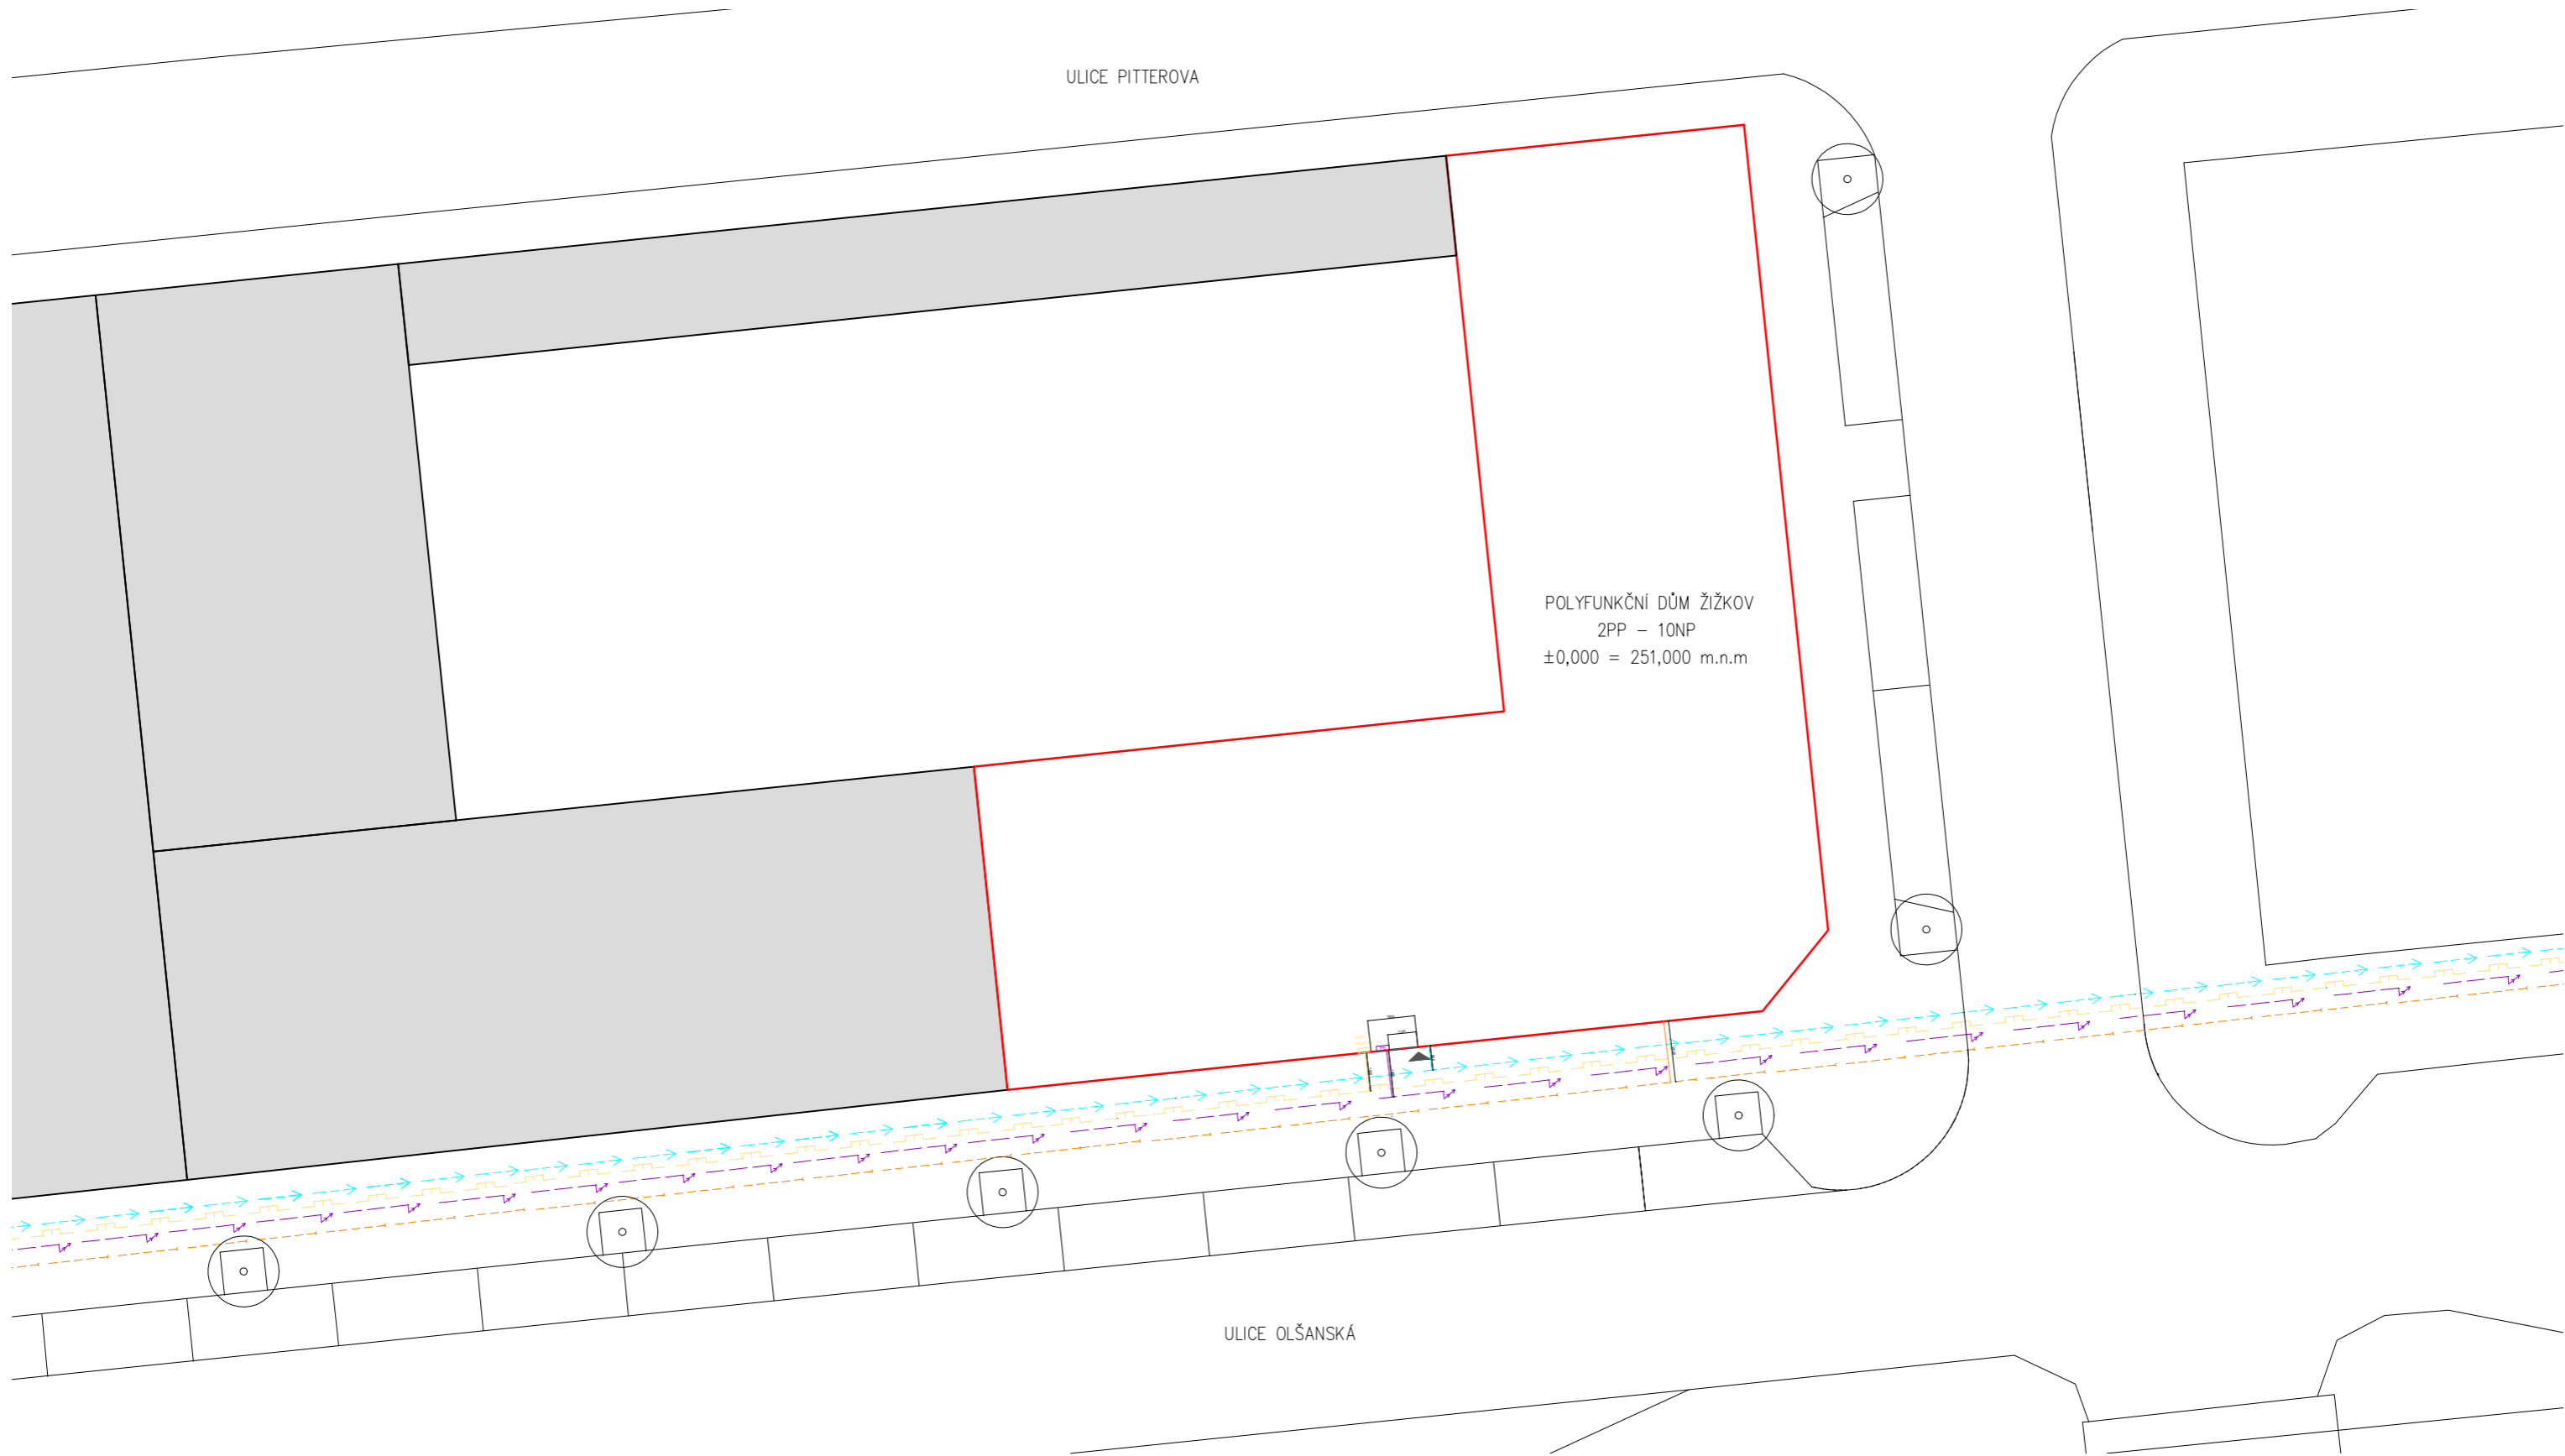 ULICE PITTEROVA
POLYFUNKČNÍ DŮM ŽIŽKOV
2PP – 10NP
±0,000 = 251,000 m.n.m
ULICE OLŠANSKÁ